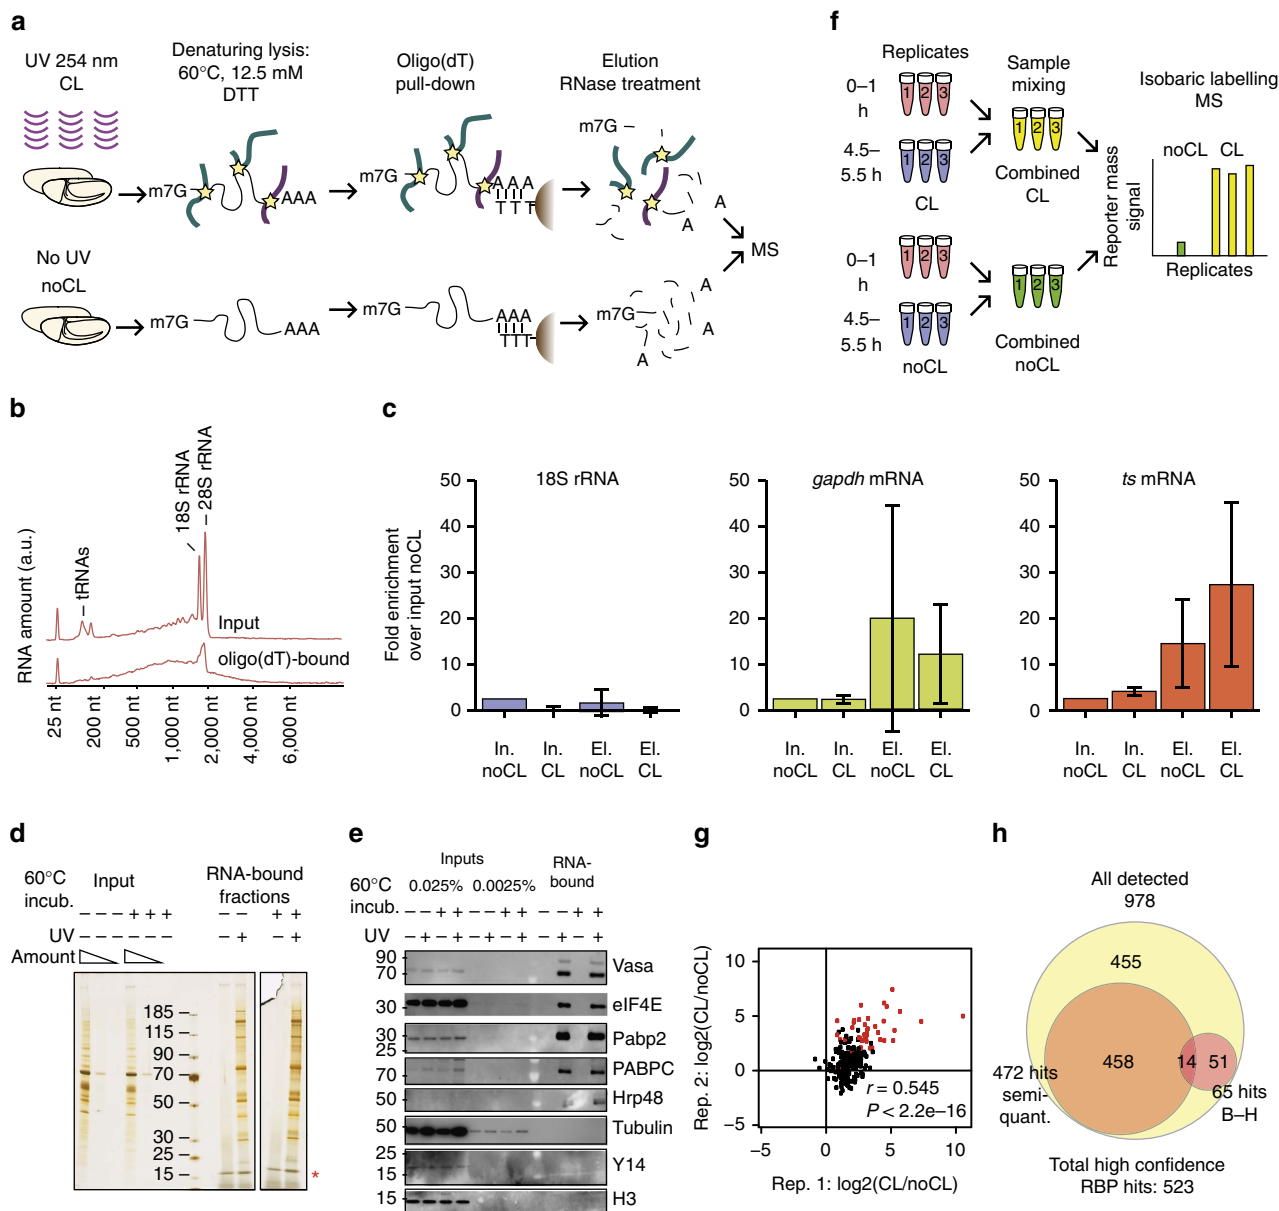 a
UV 254 nm
CL
Denaturing lysis:
60°C, 12.5 mM
DTT
Oligo(dT)
pull-down
Elution
RNase treatment
m7G
AAA
m7G
AAA
TTT
m7G
A
A
MS
No UV
noCL
m7G
AAA
m7G
AAA
TTT
m7G
A
A
A
f
Replicates
0–1
h
1 2 3
4.5–
5.5 h
1 2 3
CL
Sample
mixing
1 2 3
Combined
CL
0–1
h
1 2 3
4.5–
5.5 h
1 2 3
noCL
1 2 3
Combined
noCL
Isobaric labelling
MS
noCL CL
Reporter mass
signal
Replicates
b
RNA amount (a.u.)
tRNAs
18S rRNA
28S rRNA
Input
oligo(dT)-bound
25 nt
200 nt
500 nt
1,000 nt
2,000 nt
4,000 nt
6,000 nt
c
Fold enrichment
over input noCL
18S rRNA
50
40
30
20
10
0
In.
noCL
In.
CL
El.
noCL
El.
CL
gapdh mRNA
50
40
30
20
10
0
In.
noCL
In.
CL
El.
noCL
El.
CL
ts mRNA
50
40
30
20
10
0
In.
noCL
In.
CL
El.
noCL
El.
CL
d
60°C
incub.
Input
RNA-bound
fractions
– – – + + + – – + +
UV – – – – – – – + – +
Amount
185
115
90
70
50
30
15
*
e
Inputs
RNA-
bound
60°C
incub.
0.025% 0.0025%
– – + + – – + + – – + +
UV – + – + – + – + – + – +
90
70
Vasa
30
eIF4E
30
25
Pabp2
70
PABPC
50
Hrp48
50
Tubulin
25
15
Y14
15
H3
g
Rep. 2: log2(CL/noCL)
10
5
0
−5
r = 0.545
P < 2.2e−16
−5 0 5 10
Rep. 1: log2(CL/noCL)
h
All detected
978
455
458
14
51
472 hits
semi-
quant.
65 hits
B–H
Total high confidence
RBP hits: 523